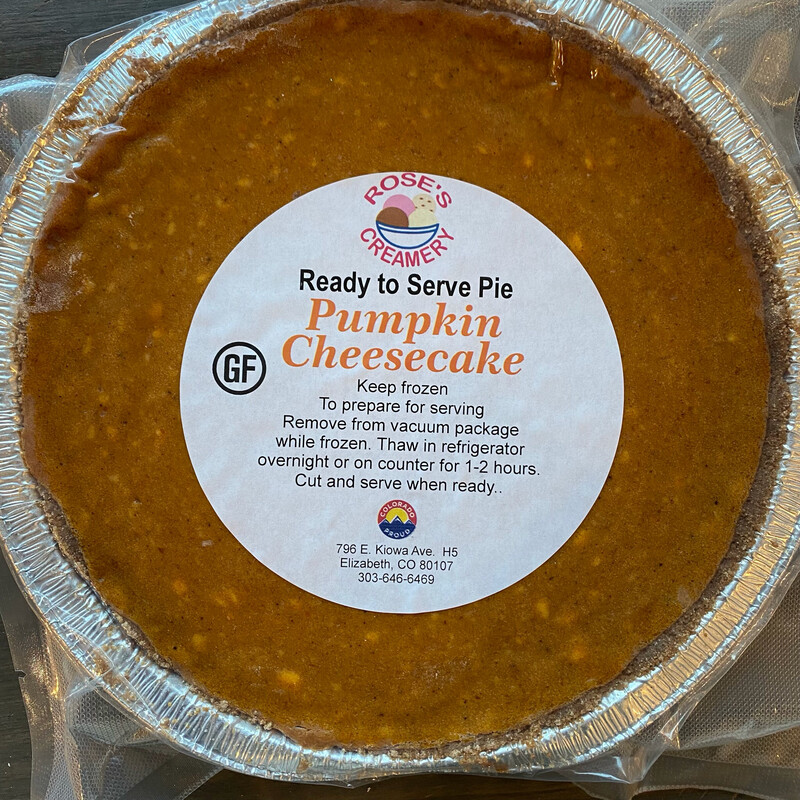 ROSE'S
CREAMERY
Ready to Serve Pie
Pumpkin
Cheesecake
GF
Keep frozen
To prepare for serving
Remove from vacuum package
while frozen. Thaw in refrigerator
overnight or on counter for 1-2 hours.
Cut and serve when ready..
COLORADO
PROUD
796 E. Kiowa Ave. H5
Elizabeth, CO 80107
303-646-6469